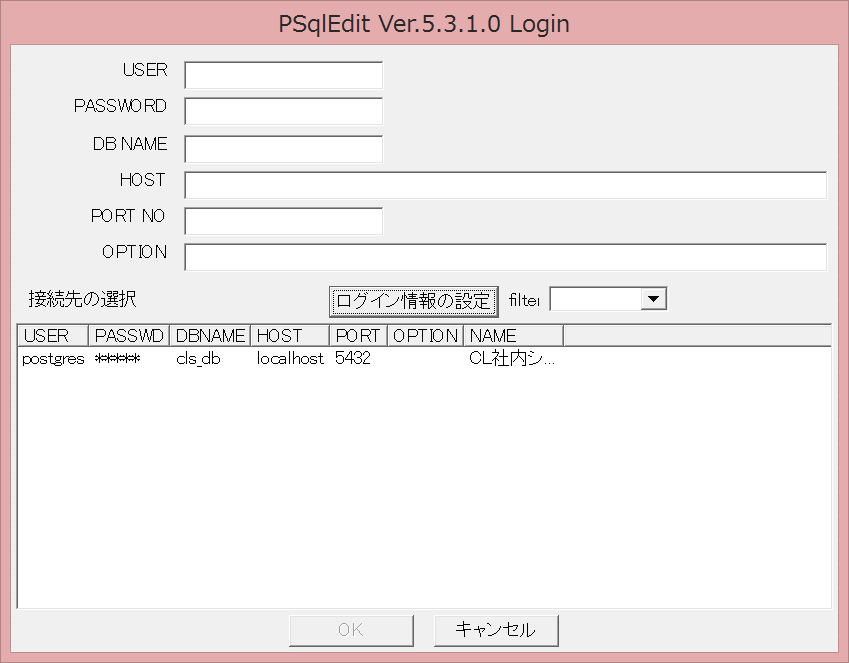 PSqlEdit Ver.5.3.1.0 Login
USER
PASSWORD
DB NAME
HOST
PORT NO
OPTION
接続先の選択 ログイン情報の設定 filter
USER PASSWD DBNAME HOST PORT OPTION NAME
postgres ***** cls_db localhost 5432 CL社内シ...
OK キャンセル